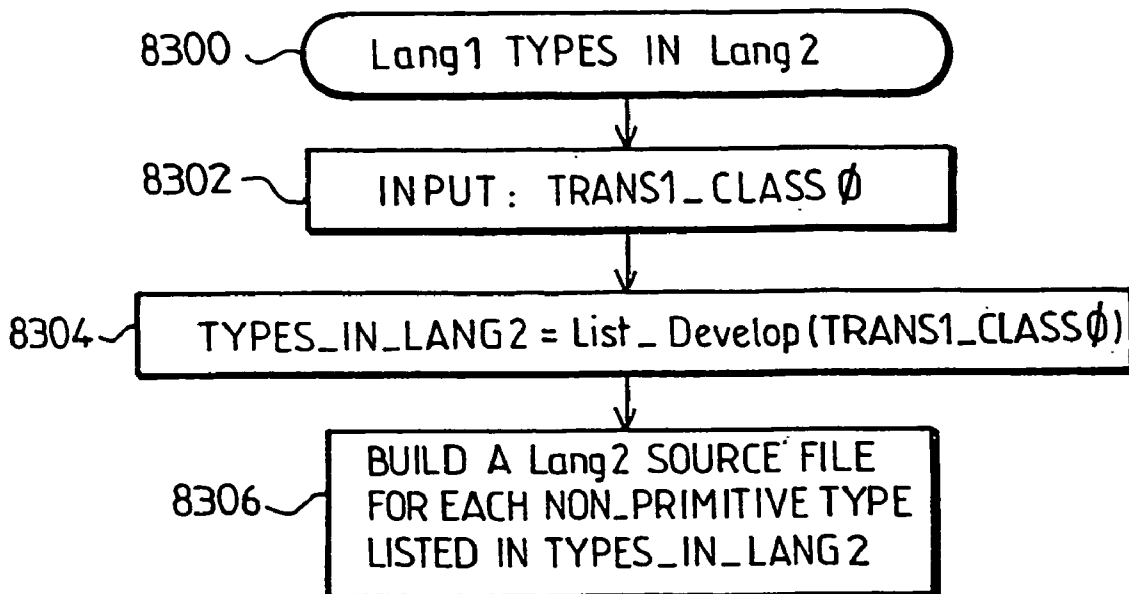 8300
Lang1 TYPES IN Lang2
8302
INPUT: TRANS1_CLASSØ
8304
TYPES_IN_LANG2 = List_Develop(TRANS1_CLASSØ)
8306
BUILD A Lang2 SOURCE FILE
FOR EACH NON_PRIMITIVE TYPE
LISTED IN TYPES_IN_LANG2